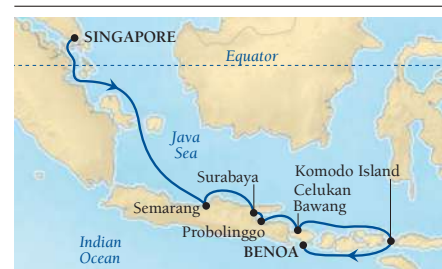 SINGAPORE
Equator
Java
Sea
Surabaya
Komodo Island
Celukan
Bawang
Semarang
Probolinggo
BENOA
Indian
Ocean